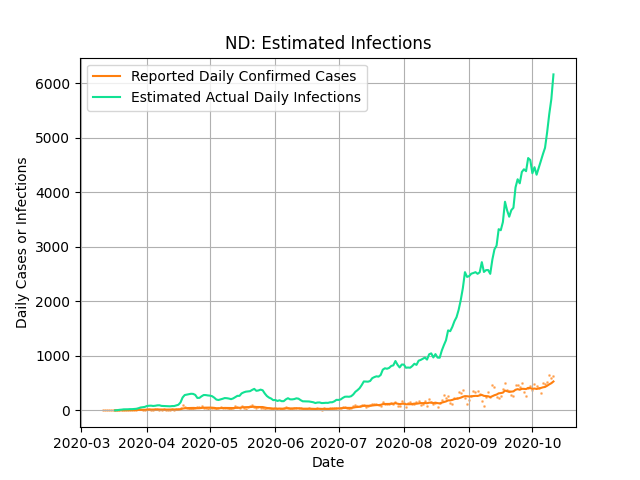 ND: Estimated Infections
Reported Daily Confirmed Cases
Estimated Actual Daily Infections
Daily Cases or Infections
6000
5000
4000
3000
2000
1000
0
2020-03 2020-04 2020-05 2020-06 2020-07 2020-08 2020-09 2020-10
Date